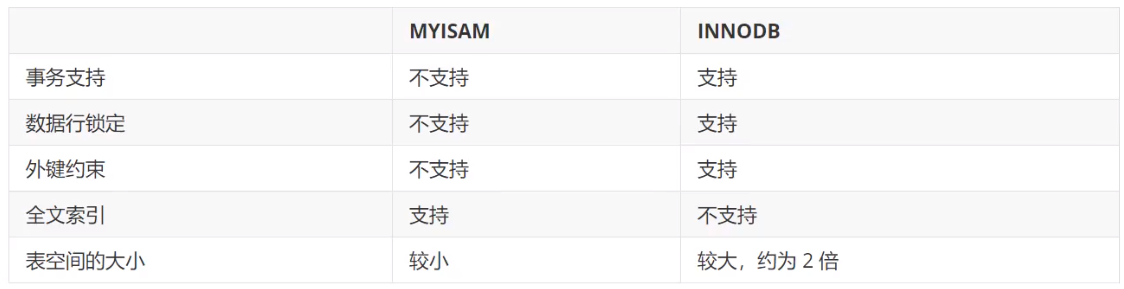 MYISAM INNODB
事务支持 不支持 支持
数据行锁定 不支持 支持
外键约束 不支持 支持
全文索引 支持 不支持
表空间的大小 较小 较大，约为 2 倍